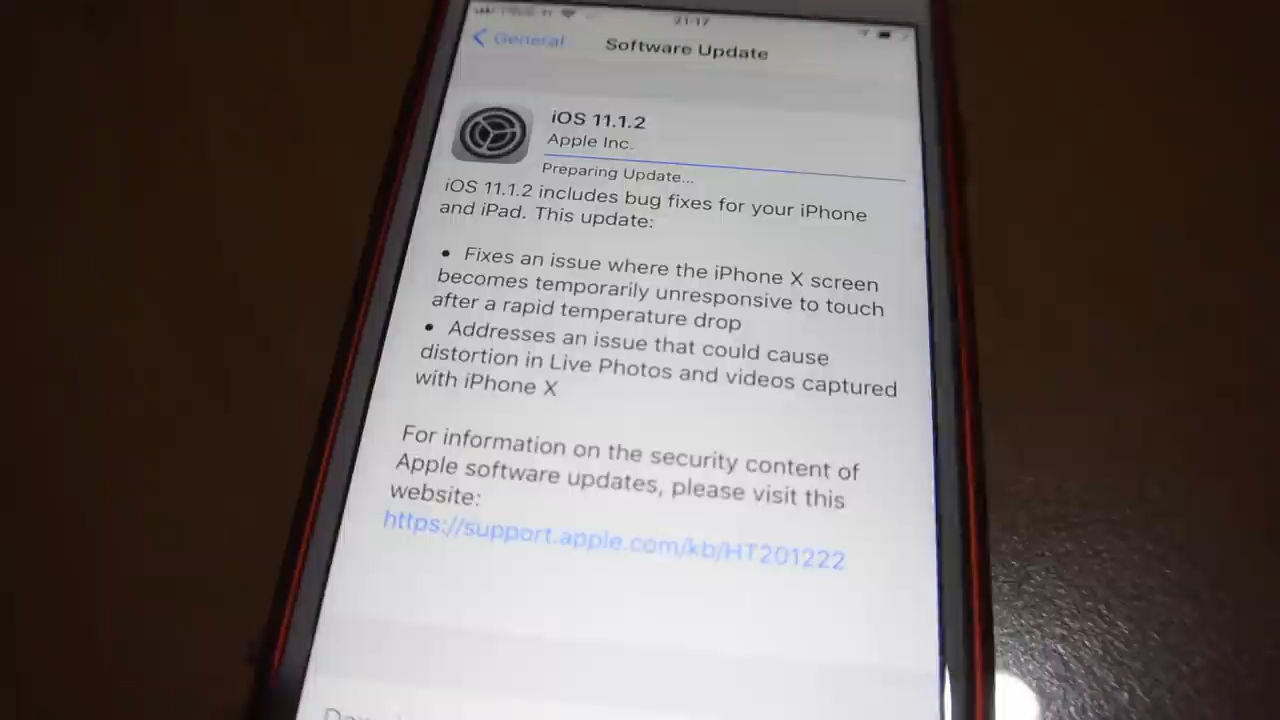 21:17
General
Software Update
iOS 11.1.2
Apple Inc.
Preparing Update...
iOS 11.1.2 includes bug fixes for your iPhone
and iPad. This update:
• Fixes an issue where the iPhone X screen
becomes temporarily unresponsive to touch
after a rapid temperature drop
• Addresses an issue that could cause
distortion in Live Photos and videos captured
with iPhone X
For information on the security content of
Apple software updates, please visit this
website:
https://support.apple.com/kb/HT201222